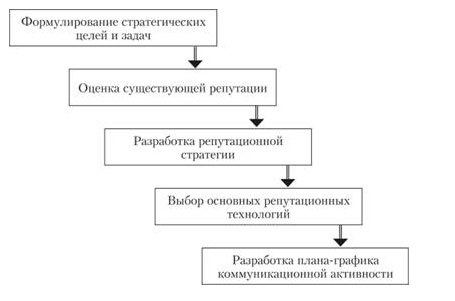 Формулирование стратегических
целей и задач
Оценка существующей репутации
Разработка репутационной
стратегии
Выбор основных репутационных
технологий
Разработка плана-графика
коммуникационной активности